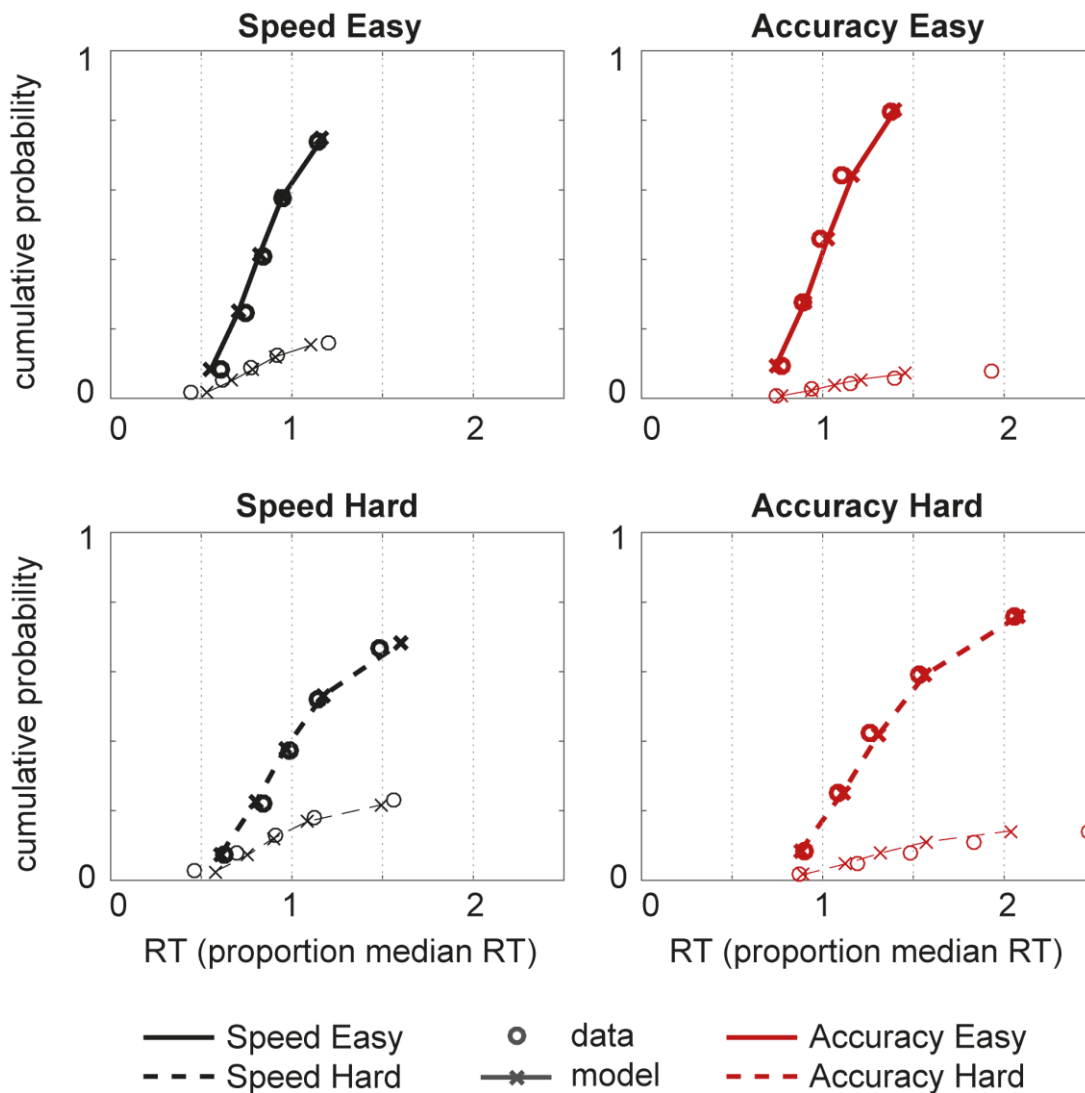 Speed Easy
Accuracy Easy
cumulative probability
1
0
0 1 2
1
0
0 1 2
Speed Hard
Accuracy Hard
cumulative probability
1
0
0 1 2
RT (proportion median RT)
1
0
0 1 2
RT (proportion median RT)
Speed Easy
data
Accuracy Easy
Speed Hard
model
Accuracy Hard